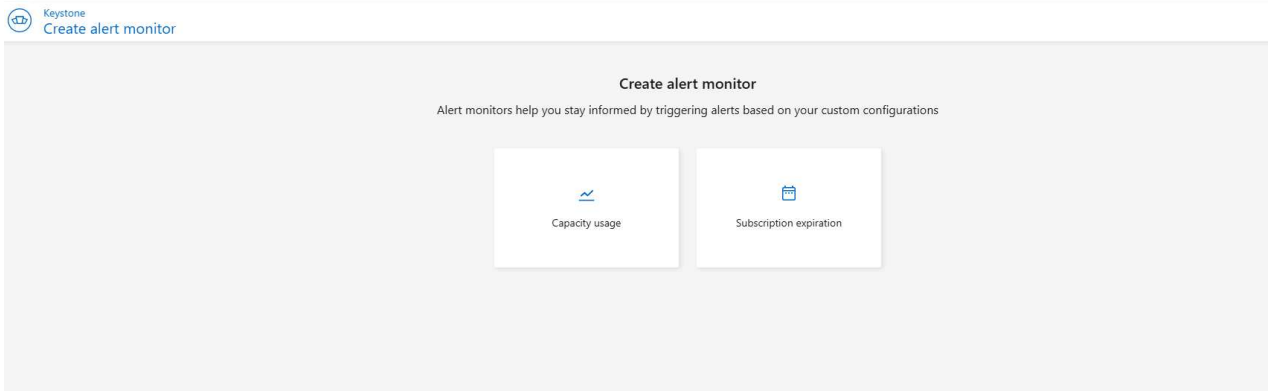 Keystone
Create alert monitor
Create alert monitor
Alert monitors help you stay informed by triggering alerts based on your custom configurations
Capacity usage
Subscription expiration